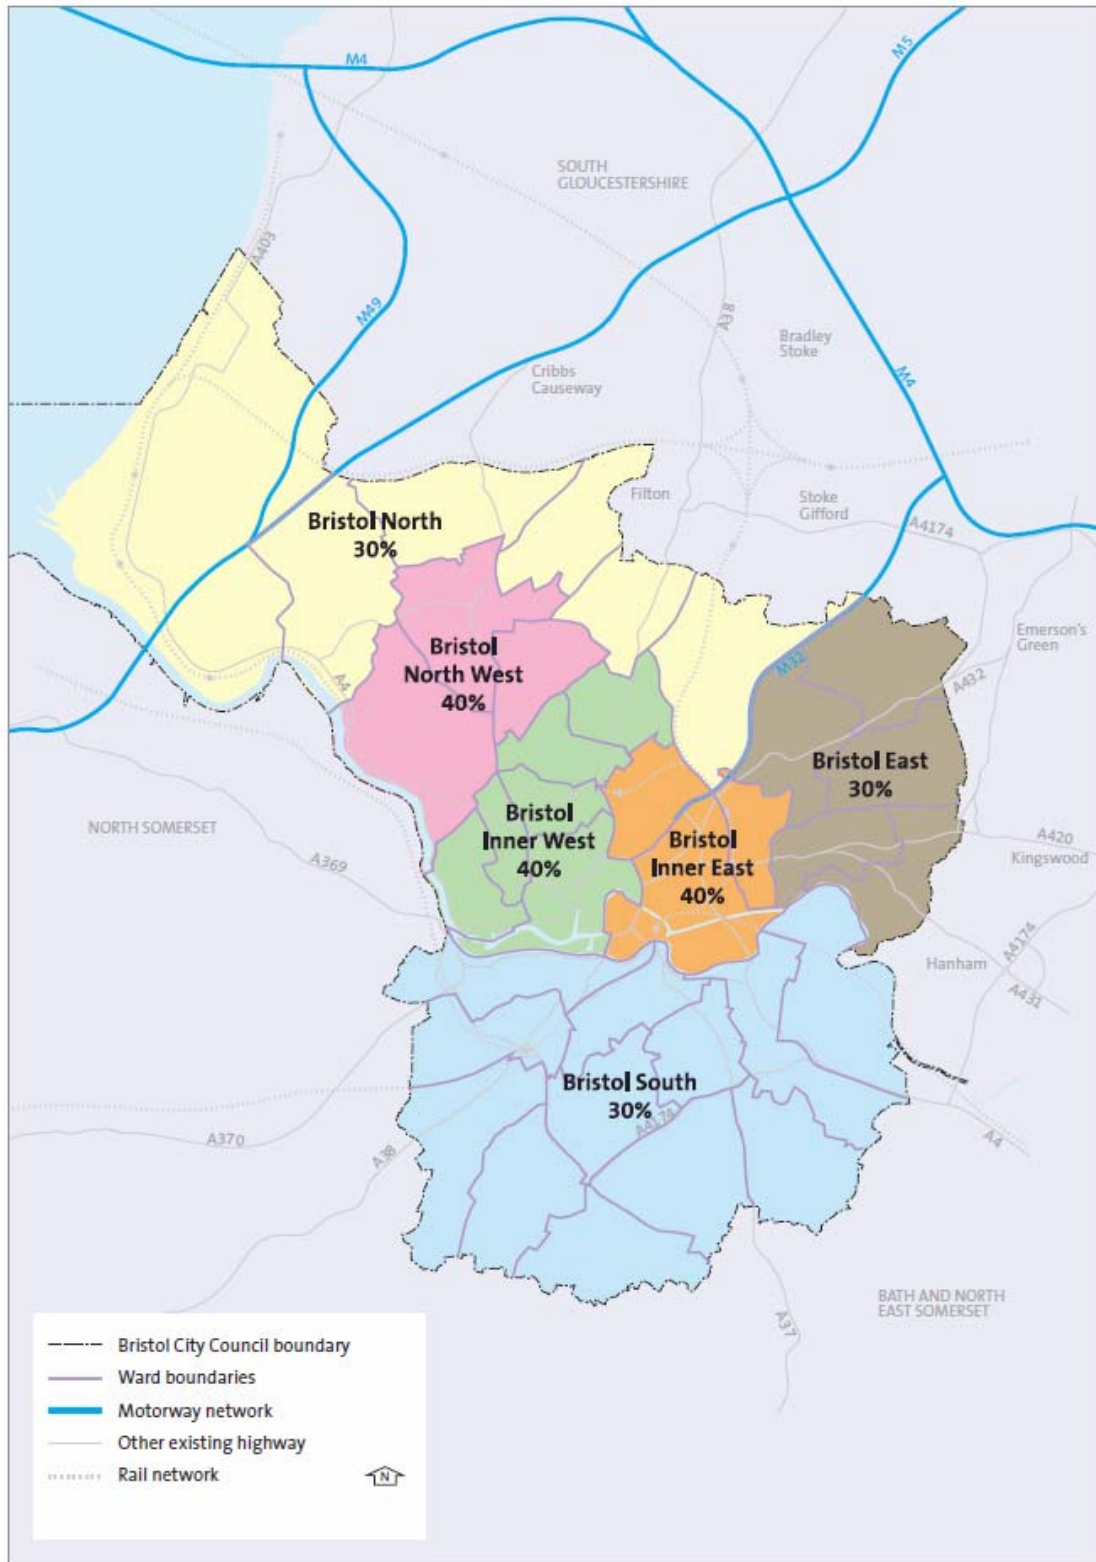 M4
M5
SOUTH
GLOUCESTERSHIRE
A403
M49
A38
Bradley
Stoke
Cribbs
Causeway
M4
Filton
Stoke
Gifford
A4174
Bristol North
30%
Emerson's
Green
Bristol
North West
40%
A4
M32
A432
Bristol East
30%
NORTH SOMERSET
A369
Bristol
Inner West
40%
Bristol
Inner East
40%
A420
Kingswood
Hanham
A4174
A431
Bristol South
30%
A4174
A370
A38
A4
BATH AND NORTH
EAST SOMERSET
A37
Bristol City Council boundary
Ward boundaries
Motorway network
Other existing highway
Rail network
N